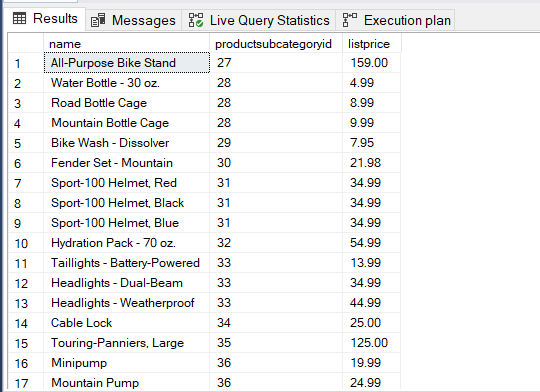 Results Messages Live Query Statistics Execution plan
name productsubcategoryid listprice
1 All-Purpose Bike Stand 27 159.00
2 Water Bottle - 30 oz. 28 4.99
3 Road Bottle Cage 28 8.99
4 Mountain Bottle Cage 28 9.99
5 Bike Wash - Dissolver 29 7.95
6 Fender Set - Mountain 30 21.98
7 Sport-100 Helmet, Red 31 34.99
8 Sport-100 Helmet, Black 31 34.99
9 Sport-100 Helmet, Blue 31 34.99
10 Hydration Pack - 70 oz. 32 54.99
11 Taillights - Battery-Powered 33 13.99
12 Headlights - Dual-Beam 33 34.99
13 Headlights - Weatherproof 33 44.99
14 Cable Lock 34 25.00
15 Touring-Panniers, Large 35 125.00
16 Minipump 36 19.99
17 Mountain Pump 36 24.99